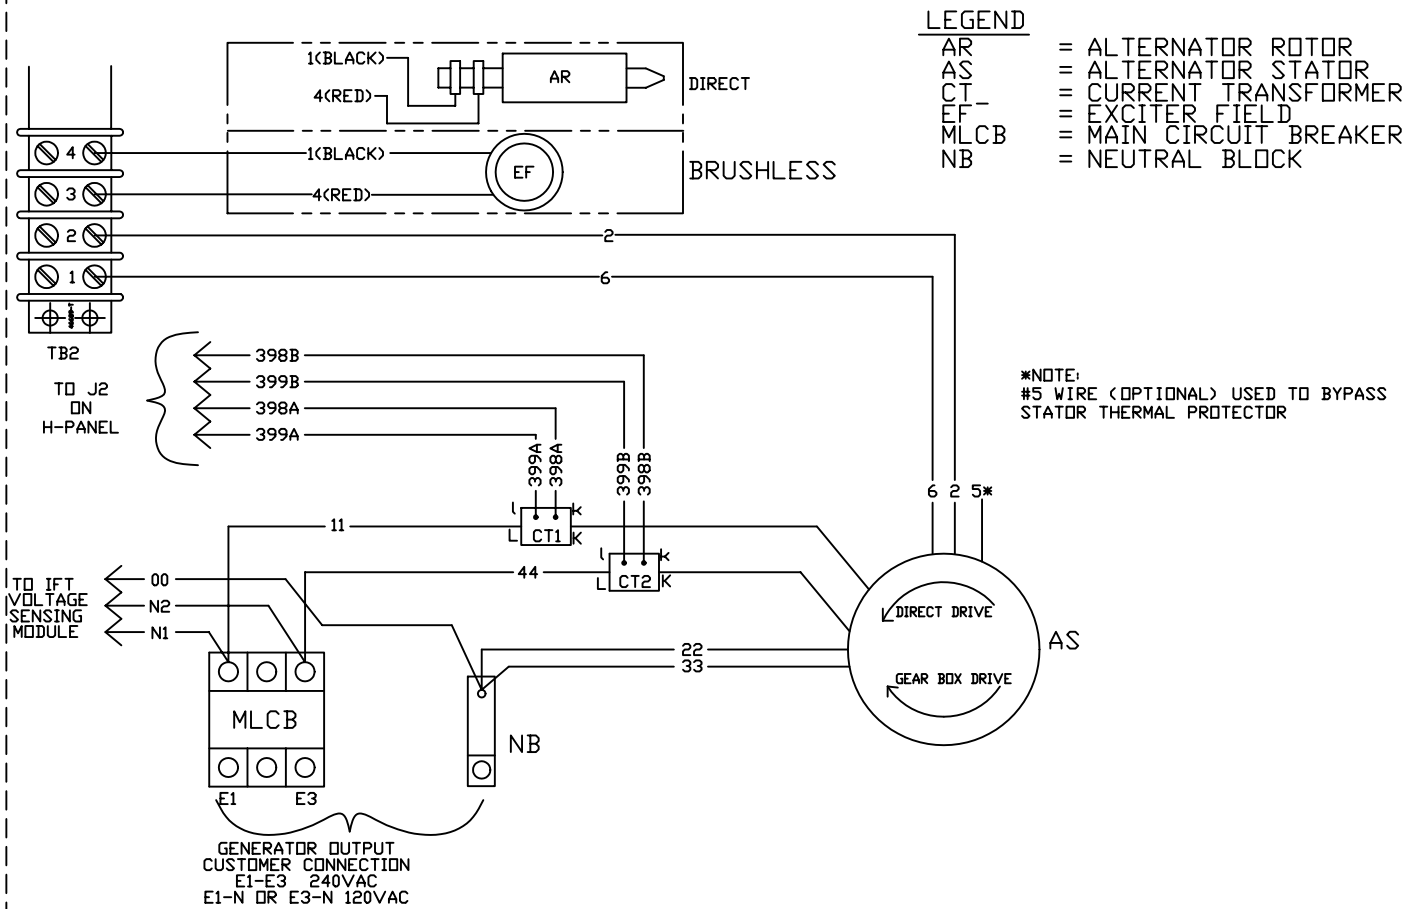 LEGEND
AR = ALTERNATOR ROTOR
AS = ALTERNATOR STATOR
CT_ = CURRENT TRANSFORMER
EF = EXCITER FIELD
MLCB = MAIN CIRCUIT BREAKER
NB = NEUTRAL BLOCK
1(BLACK)
4(RED)
AR
DIRECT
4
1(BLACK)
EF
BRUSHLESS
3
4(RED)
2
2
1
6
TB2
TO J2
ON
H-PANEL
398B
399B
398A
399A
399A
398A
399B
398B
*NOTE:
#5 WIRE (OPTIONAL) USED TO BYPASS
STATOR THERMAL PROTECTOR
6 2 5*
l k
11
L CT1 K
l k
44
L CT2 K
TO IFT
VOLTAGE
SENSING
MODULE
00
N2
N1
DIRECT DRIVE
AS
22
33
GEAR BOX DRIVE
MLCB
NB
E1 E3
GENERATOR OUTPUT
CUSTOMER CONNECTION
E1-E3 240VAC
E1-N OR E3-N 120VAC